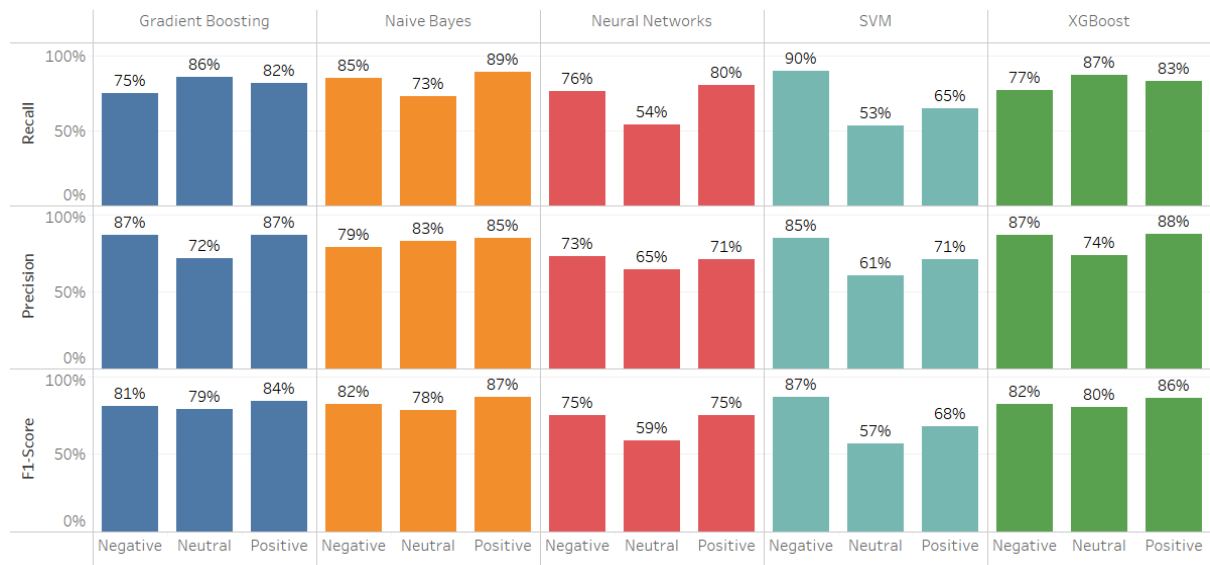 Gradient Boosting Naive Bayes Neural Networks SVM XGBoost
Recall
100%
50%
0%
75% 86% 82% 85% 73% 89% 76% 54% 80% 90% 53% 65% 77% 87% 83%
Precision
100%
50%
0%
87% 72% 87% 79% 83% 85% 73% 65% 71% 85% 61% 71% 87% 74% 88%
F1-Score
100%
50%
0%
81% 79% 84% 82% 78% 87% 75% 59% 75% 87% 57% 68% 82% 80% 86%
Negative Neutral Positive Negative Neutral Positive Negative Neutral Positive Negative Neutral Positive Negative Neutral Positive